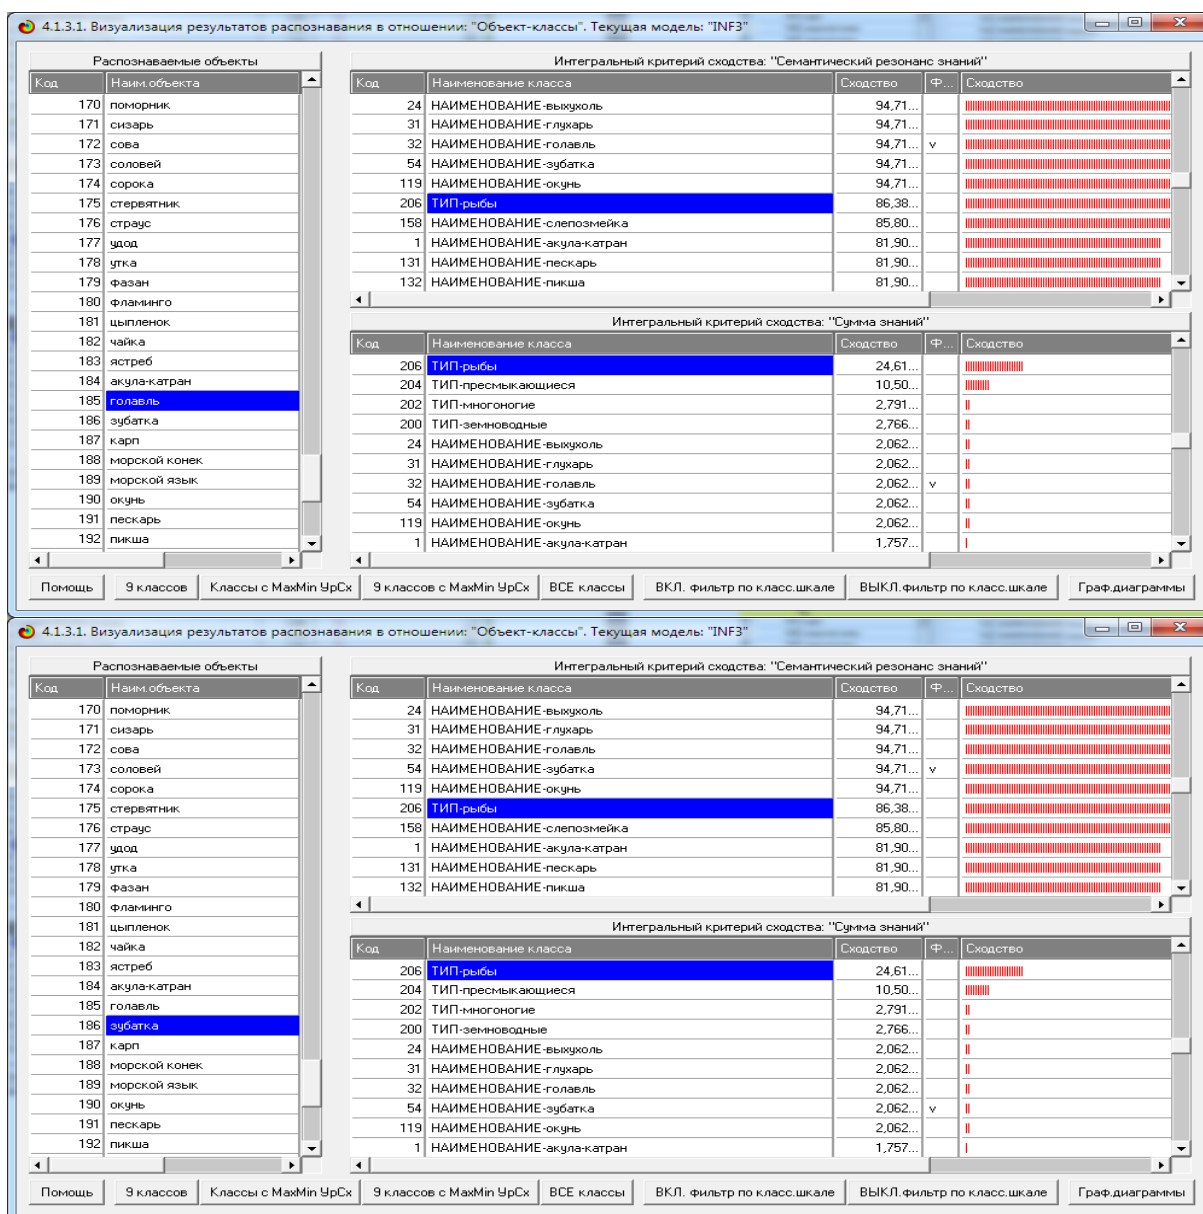 4.1.3.1. Визуализация результатов распознавания в отношении: "Объект-классы". Текущая модель: "INF3"
Распознаваемые объекты
Код Наим.объекта
170 поморник
171 сизарь
172 сова
173 соловей
174 сорока
175 стервятник
176 страус
177 удод
178 утка
179 фазан
180 фламинго
181 цыпленок
182 чайка
183 ястреб
184 акула-катран
185 голавль
186 зубатка
187 карп
188 морской конек
189 морской язык
190 окунь
191 пескарь
192 пикша
Интегральный критерий сходства: "Семантический резонанс знаний"
Код Наименование класса Сходство Ф... Сходство
24 НАИМЕНОВАНИЕ-выхухоль 94,71...
31 НАИМЕНОВАНИЕ-глухарь 94,71...
32 НАИМЕНОВАНИЕ-голавль 94,71... v
54 НАИМЕНОВАНИЕ-зубатка 94,71...
119 НАИМЕНОВАНИЕ-окунь 94,71...
206 ТИП-рыбы 86,38...
158 НАИМЕНОВАНИЕ-слепозмейка 85,80...
1 НАИМЕНОВАНИЕ-акула-катран 81,90...
131 НАИМЕНОВАНИЕ-пескарь 81,90...
132 НАИМЕНОВАНИЕ-пикша 81,90...
Интегральный критерий сходства: "Сумма знаний"
Код Наименование класса Сходство Ф... Сходство
206 ТИП-рыбы 24,61...
204 ТИП-пресмыкающиеся 10,50...
202 ТИП-многоногие 2,791...
200 ТИП-земноводные 2,766...
24 НАИМЕНОВАНИЕ-выхухоль 2,062...
31 НАИМЕНОВАНИЕ-глухарь 2,062...
32 НАИМЕНОВАНИЕ-голавль 2,062... v
54 НАИМЕНОВАНИЕ-зубатка 2,062...
119 НАИМЕНОВАНИЕ-окунь 2,062...
1 НАИМЕНОВАНИЕ-акула-катран 1,757...
Помощь 9 классов Классы с MaxMin УрСх 9 классов с MaxMin УрСх ВСЕ классы ВКЛ. фильтр по класс.шкале ВЫКЛ.фильтр по класс.шкале Граф.диаграммы
4.1.3.1. Визуализация результатов распознавания в отношении: "Объект-классы". Текущая модель: "INF3"
Распознаваемые объекты
Код Наим.объекта
170 поморник
171 сизарь
172 сова
173 соловей
174 сорока
175 стервятник
176 страус
177 удод
178 утка
179 фазан
180 фламинго
181 цыпленок
182 чайка
183 ястреб
184 акула-катран
185 голавль
186 зубатка
187 карп
188 морской конек
189 морской язык
190 окунь
191 пескарь
192 пикша
Интегральный критерий сходства: "Семантический резонанс знаний"
Код Наименование класса Сходство Ф... Сходство
24 НАИМЕНОВАНИЕ-выхухоль 94,71...
31 НАИМЕНОВАНИЕ-глухарь 94,71...
32 НАИМЕНОВАНИЕ-голавль 94,71...
54 НАИМЕНОВАНИЕ-зубатка 94,71... v
119 НАИМЕНОВАНИЕ-окунь 94,71...
206 ТИП-рыбы 86,38...
158 НАИМЕНОВАНИЕ-слепозмейка 85,80...
1 НАИМЕНОВАНИЕ-акула-катран 81,90...
131 НАИМЕНОВАНИЕ-пескарь 81,90...
132 НАИМЕНОВАНИЕ-пикша 81,90...
Интегральный критерий сходства: "Сумма знаний"
Код Наименование класса Сходство Ф... Сходство
206 ТИП-рыбы 24,61...
204 ТИП-пресмыкающиеся 10,50...
202 ТИП-многоногие 2,791...
200 ТИП-земноводные 2,766...
24 НАИМЕНОВАНИЕ-выхухоль 2,062...
31 НАИМЕНОВАНИЕ-глухарь 2,062...
32 НАИМЕНОВАНИЕ-голавль 2,062...
54 НАИМЕНОВАНИЕ-зубатка 2,062... v
119 НАИМЕНОВАНИЕ-окунь 2,062...
1 НАИМЕНОВАНИЕ-акула-катран 1,757...
Помощь 9 классов Классы с MaxMin УрСх 9 классов с MaxMin УрСх ВСЕ классы ВКЛ. фильтр по класс.шкале ВЫКЛ.фильтр по класс.шкале Граф.диаграммы